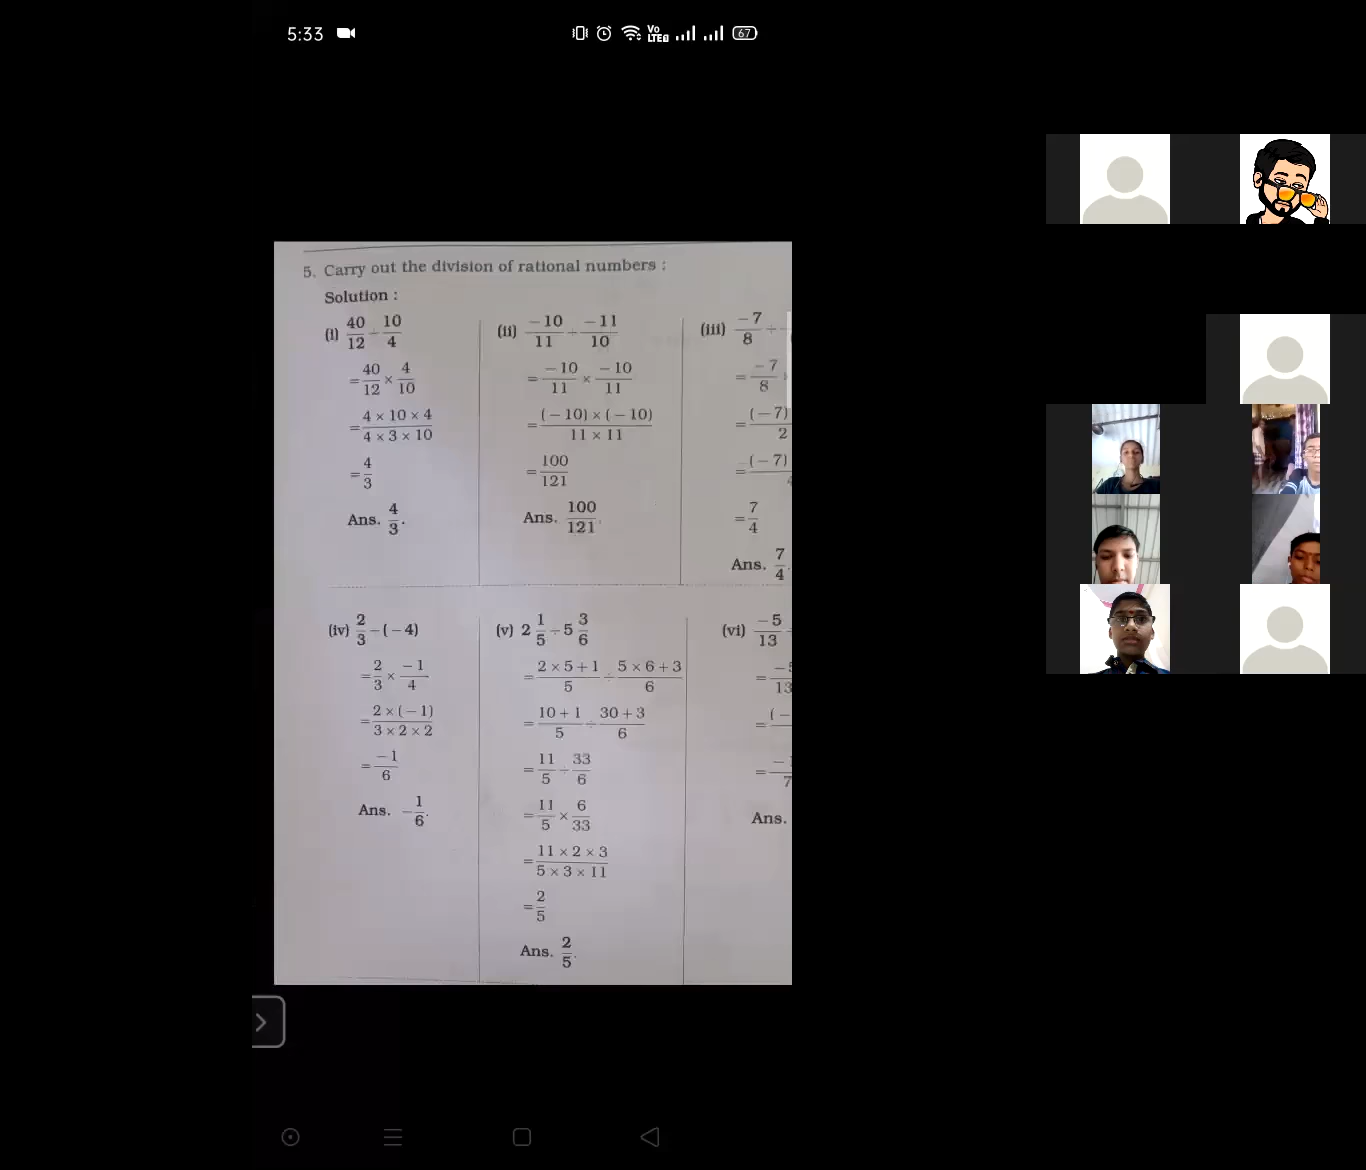 5:33
Vo LTE 67
5. Carry out the division of rational numbers :
Solution :
(i) 40/12 ÷ 10/4
= 40/12 × 4/10
= 4 × 10 × 4 / 4 × 3 × 10
= 4/3
Ans. 4/3.
(ii) −10/11 ÷ −11/10
= −10/11 × −10/11
= (−10) × (−10) / 11 × 11
= 100/121
Ans. 100/121.
(iii) −7/8 ÷
= −7/8
= (−7) / 2
= (−7)
= 7/4
Ans. 7/4.
(iv) 2/3 ÷ (−4)
= 2/3 × −1/4
= 2 × (−1) / 3 × 2 × 2
= −1/6
Ans. −1/6.
(v) 2 1/5 ÷ 5 3/6
= 2 × 5 + 1 / 5 ÷ 5 × 6 + 3 / 6
= 10 + 1 / 5 ÷ 30 + 3 / 6
= 11/5 ÷ 33/6
= 11/5 × 6/33
= 11 × 2 × 3 / 5 × 3 × 11
= 2/5
Ans. 2/5.
(vi) −5/13
= −5/13
= (−
= −
Ans.